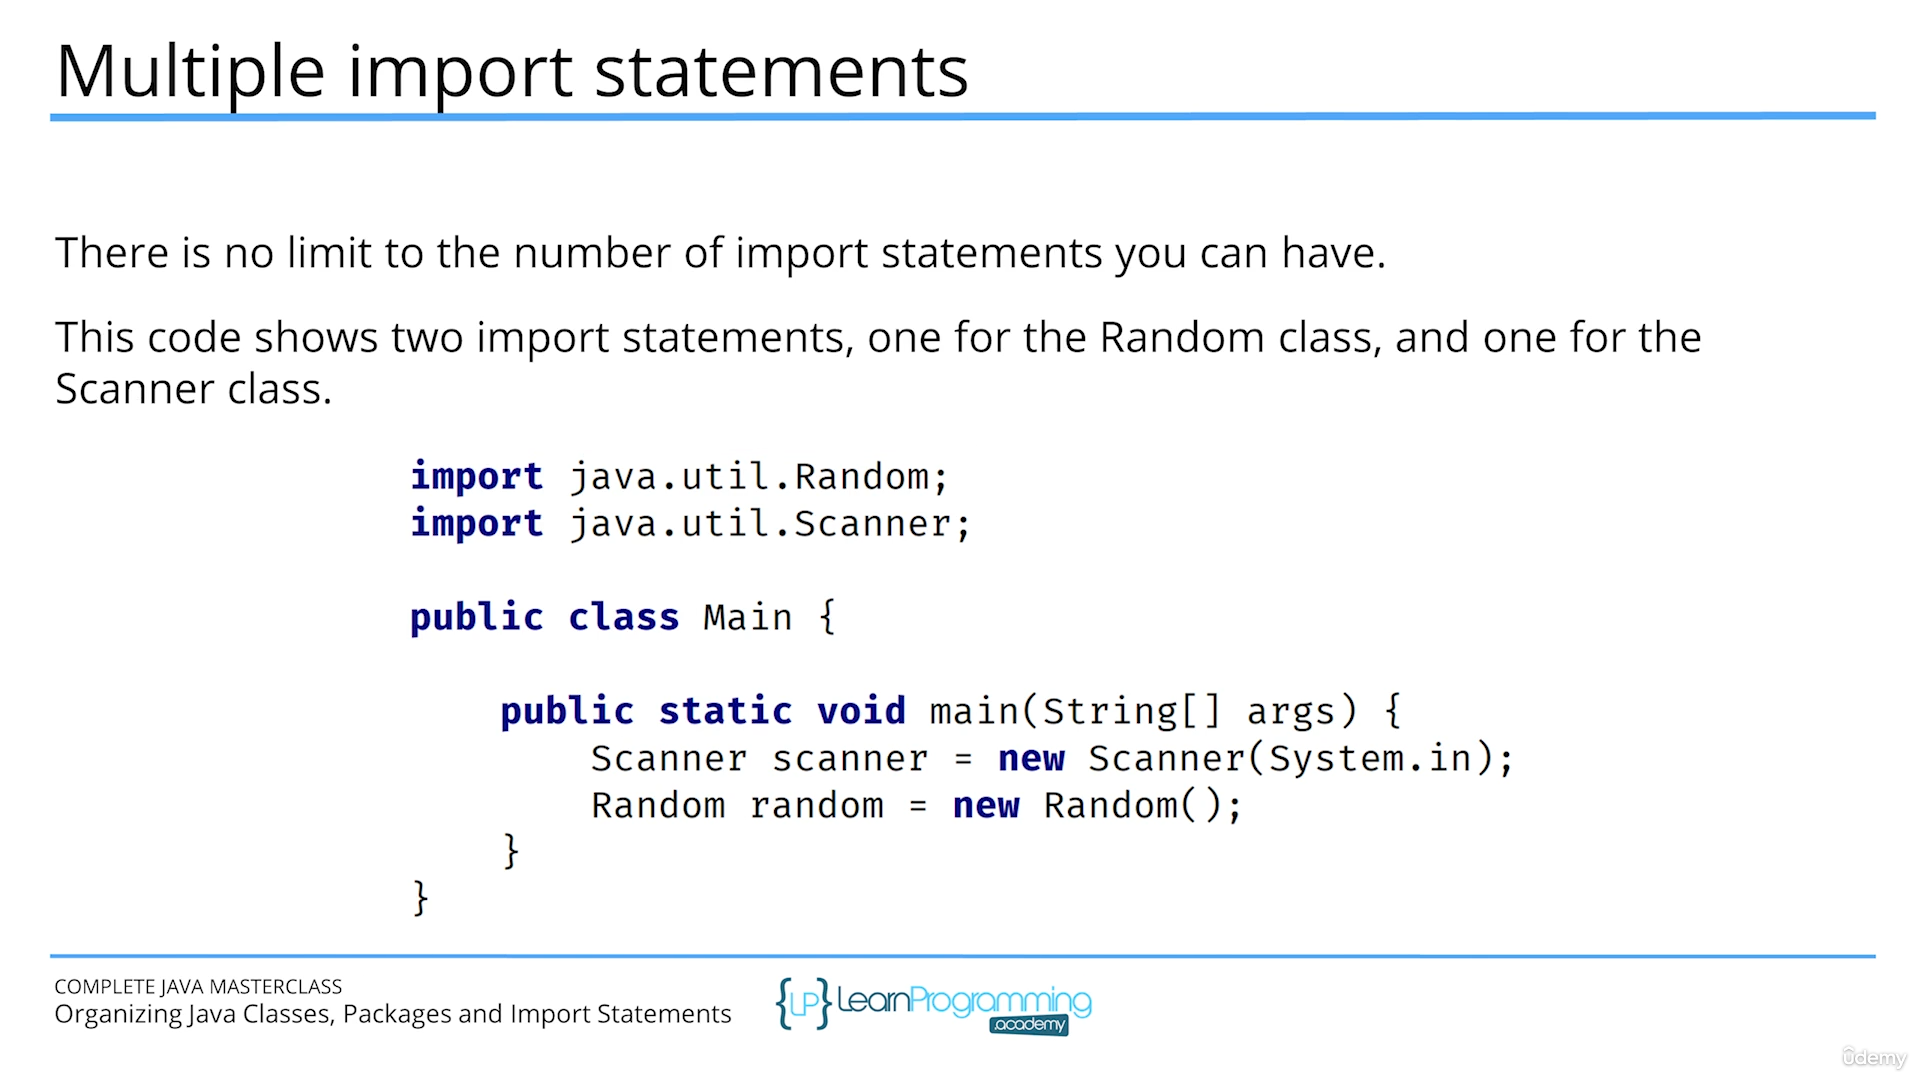 Multiple import statements
There is no limit to the number of import statements you can have.
This code shows two import statements, one for the Random class, and one for the
Scanner class.
import java.util.Random;
import java.util.Scanner;
public class Main {
public static void main(String[] args) {
Scanner scanner = new Scanner(System.in);
Random random = new Random();
}
}
COMPLETE JAVA MASTERCLASS
Organizing Java Classes, Packages and Import Statements
{LP} LearnProgramming
.academy
ûdemy